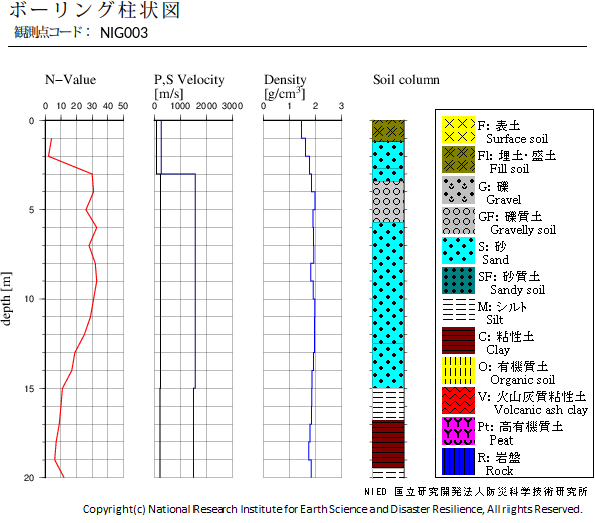 ボーリング柱状図
観測点コード： NIG003
N−Value
P,S Velocity
[m/s]
Density
[g/cm³]
Soil column
0 10 20 30 40 50
0 1000 2000 3000
0 1 2 3
0
5
10
15
20
depth [m]
F: 表土
Surface soil
Fl: 埋土・盛土
Fill soil
G: 礫
Gravel
GF: 礫質土
Gravelly soil
S: 砂
Sand
SF: 砂質土
Sandy soil
M: シルト
Silt
C: 粘性土
Clay
O: 有機質土
Organic soil
V: 火山灰質粘性土
Volcanic ash clay
Pt: 高有機質土
Peat
R: 岩盤
Rock
NIED 国立研究開発法人防災科学技術研究所
Copyright(c) National Research Institute for Earth Science and Disaster Resilience, All rights Reserved.